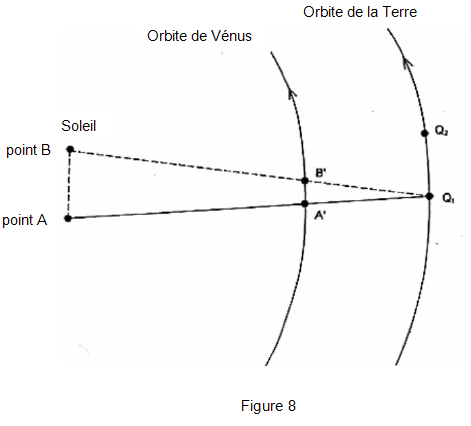 Orbite de la Terre
Orbite de Vénus
Soleil
Q₂
point B
B'
Q₁
point A
A'
Figure 8